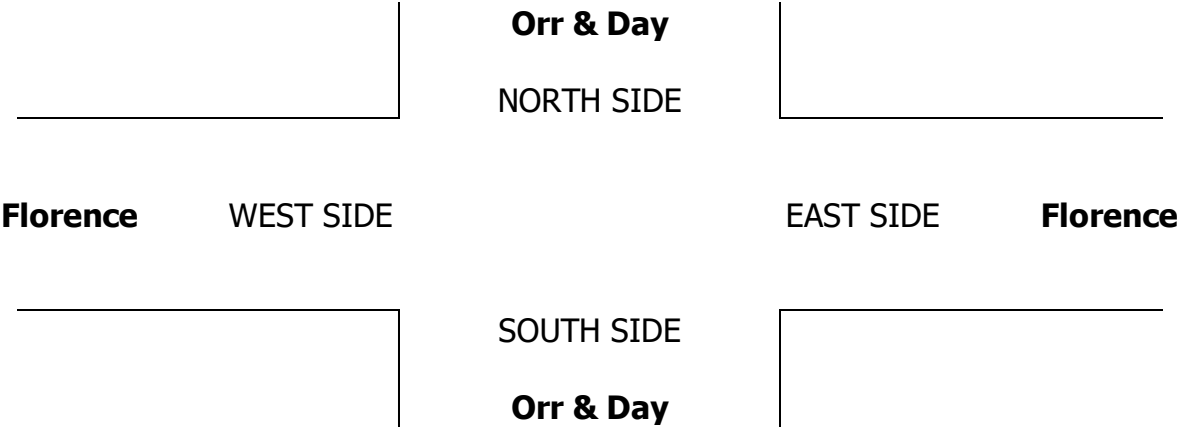 Orr & Day
NORTH SIDE
Florence WEST SIDE EAST SIDE Florence
SOUTH SIDE
Orr & Day